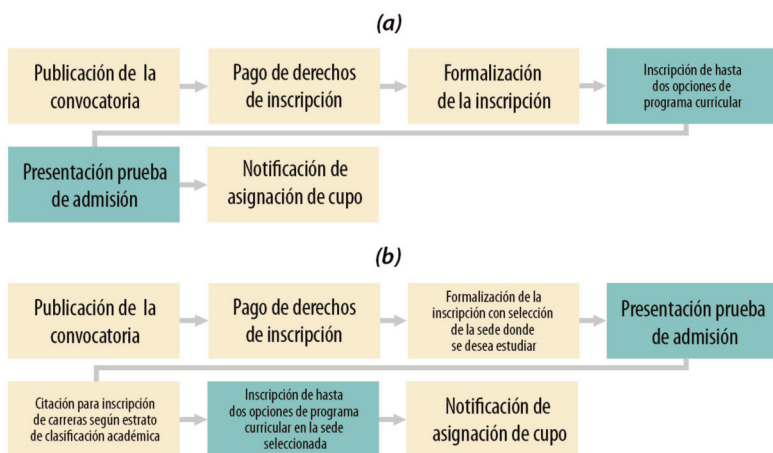 (a)
Publicación de la
convocatoria
Pago de derechos
de inscripción
Formalización
de la inscripción
Inscripción de hasta
dos opciones de
programa curricular
Presentación prueba
de admisión
Notificación de
asignación de cupo
(b)
Publicación de la
convocatoria
Pago de derechos
de inscripción
Formalización de la
inscripción con selección
de la sede donde
se desea estudiar
Presentación prueba
de admisión
Citación para inscripción
de carreras según estrato
de clasificación académica
Inscripción de hasta
dos opciones de programa
curricular en la sede
seleccionada
Notificación de
asignación de cupo